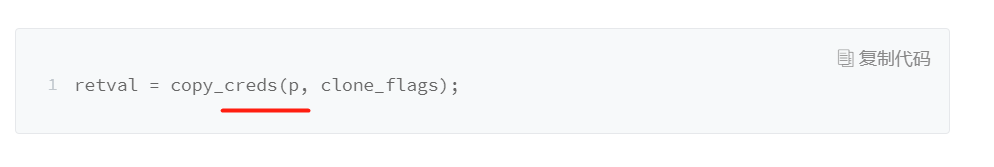 复制代码
1 retval = copy_creds(p, clone_flags);